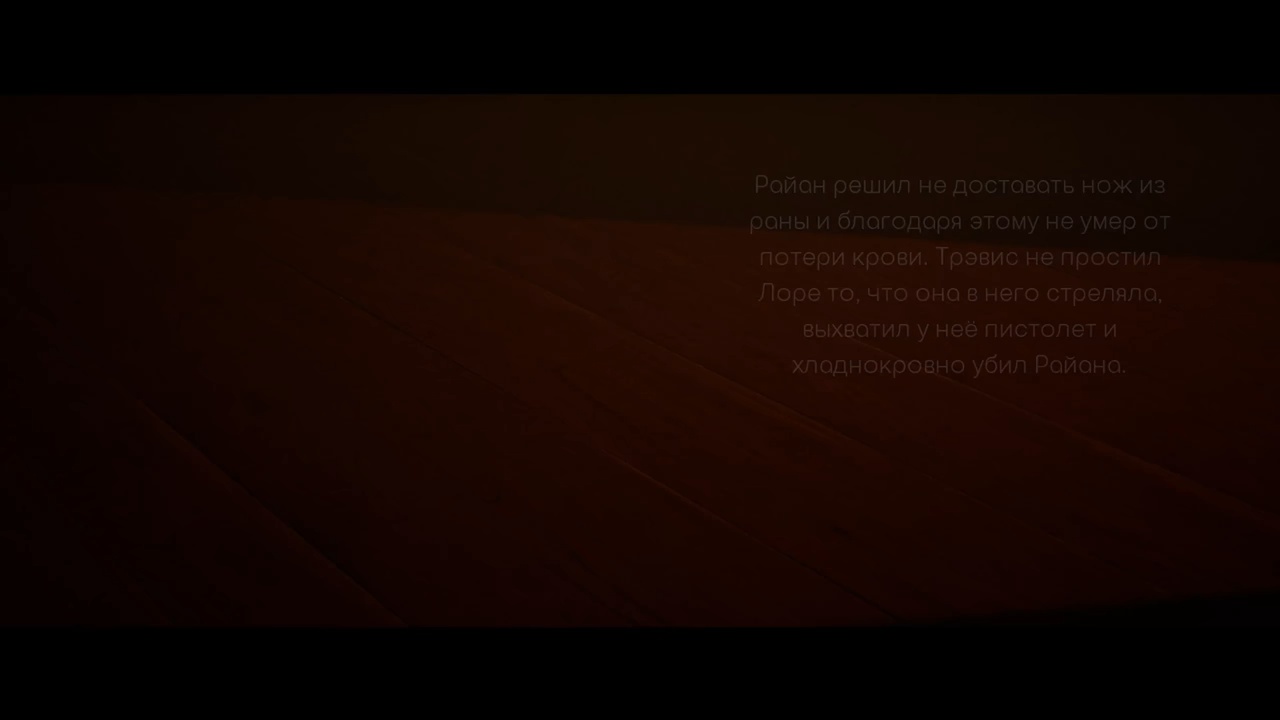 Райан решил не доставать нож из
раны и благодаря этому не умер от
потери крови. Трэвис не простил
Лоре то, что она в него стреляла,
выхватил у неё пистолет и
хладнокровно убил Райана.